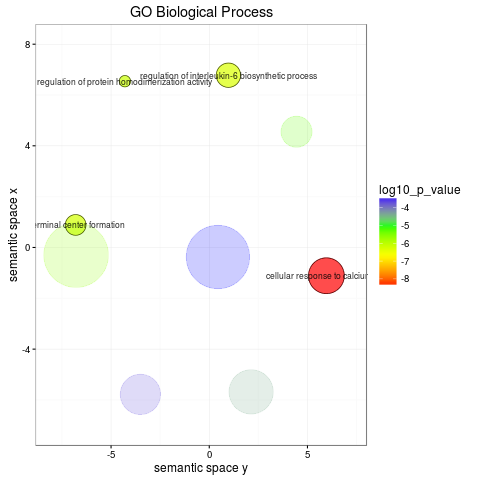 GO Biological Process
8
4
0
-4
regulation of interleukin-6 biosynthetic process
regulation of protein homodimerization activity
erminal center formation
cellular response to calciur
-5
0
5
semantic space y
semantic space x
log10_p_value
-4
-5
-6
-7
-8